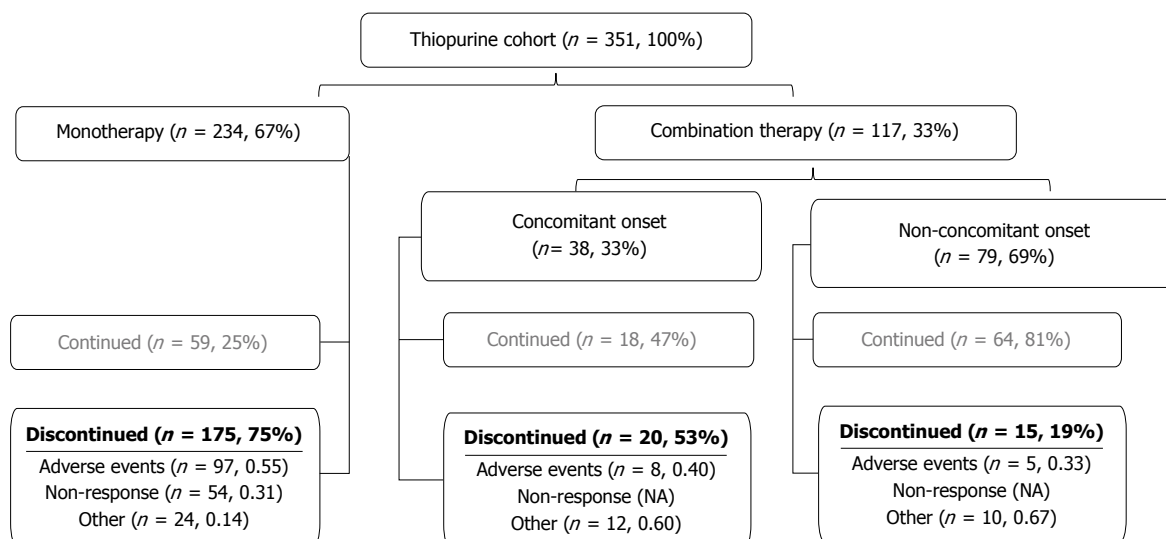 Thiopurine cohort (n = 351, 100%)
Monotherapy (n = 234, 67%)
Combination therapy (n = 117, 33%)
Concomitant onset
(n= 38, 33%)
Non-concomitant onset
(n = 79, 69%)
Continued (n = 59, 25%)
Continued (n = 18, 47%)
Continued (n = 64, 81%)
Discontinued (n = 175, 75%)
Adverse events (n = 97, 0.55)
Non-response (n = 54, 0.31)
Other (n = 24, 0.14)
Discontinued (n = 20, 53%)
Adverse events (n = 8, 0.40)
Non-response (NA)
Other (n = 12, 0.60)
Discontinued (n = 15, 19%)
Adverse events (n = 5, 0.33)
Non-response (NA)
Other (n = 10, 0.67)